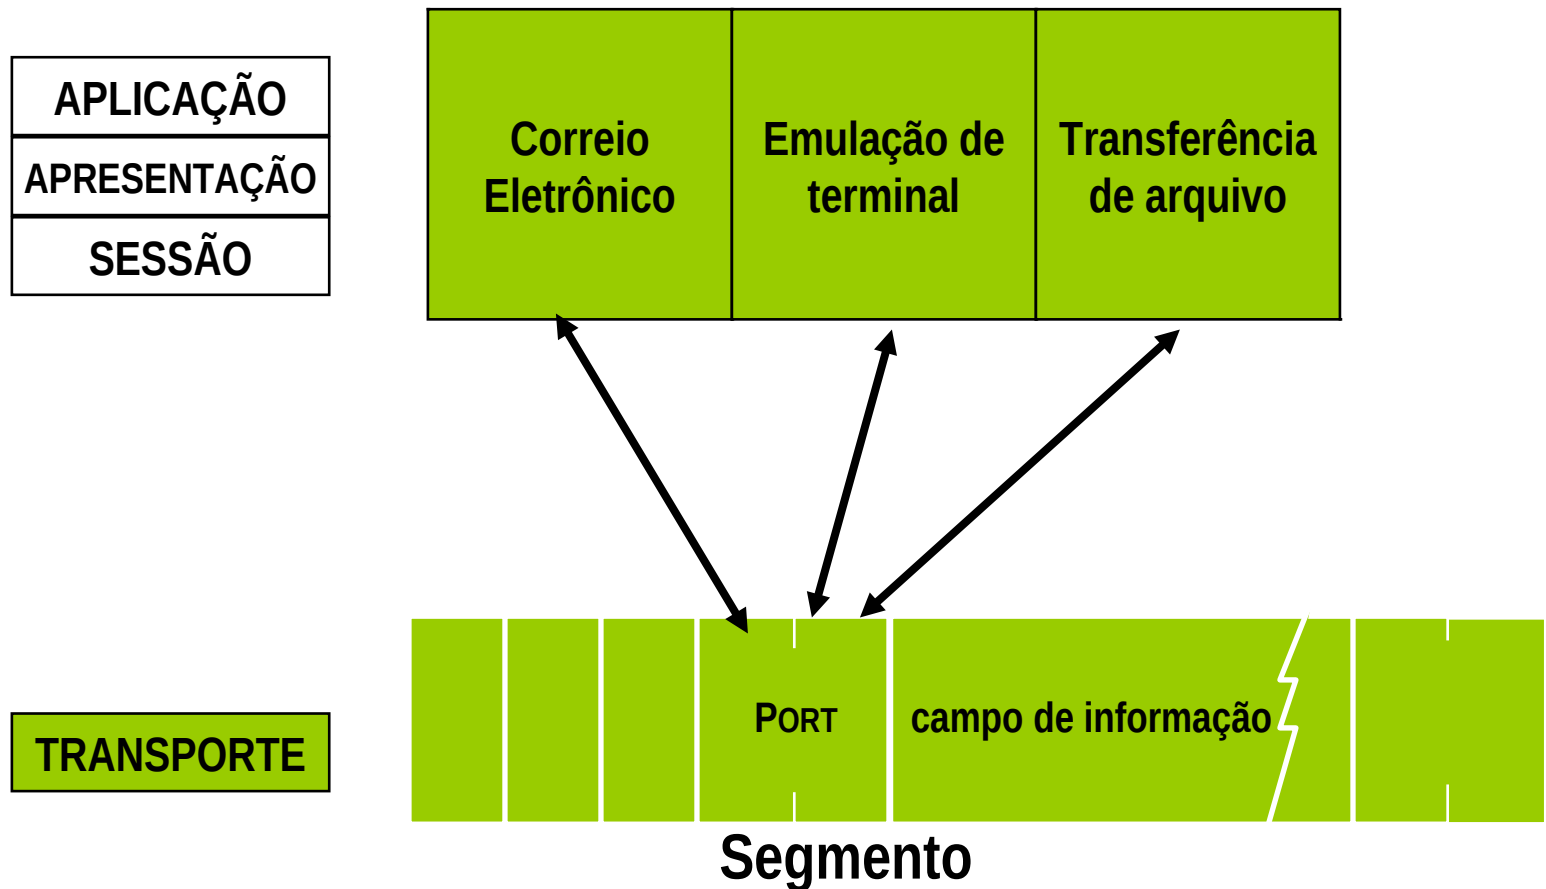 APLICAÇÃO
APRESENTAÇÃO
SESSÃO
Correio
Eletrônico
Emulação de
terminal
Transferência
de arquivo
TRANSPORTE
PORT
campo de informação
Segmento